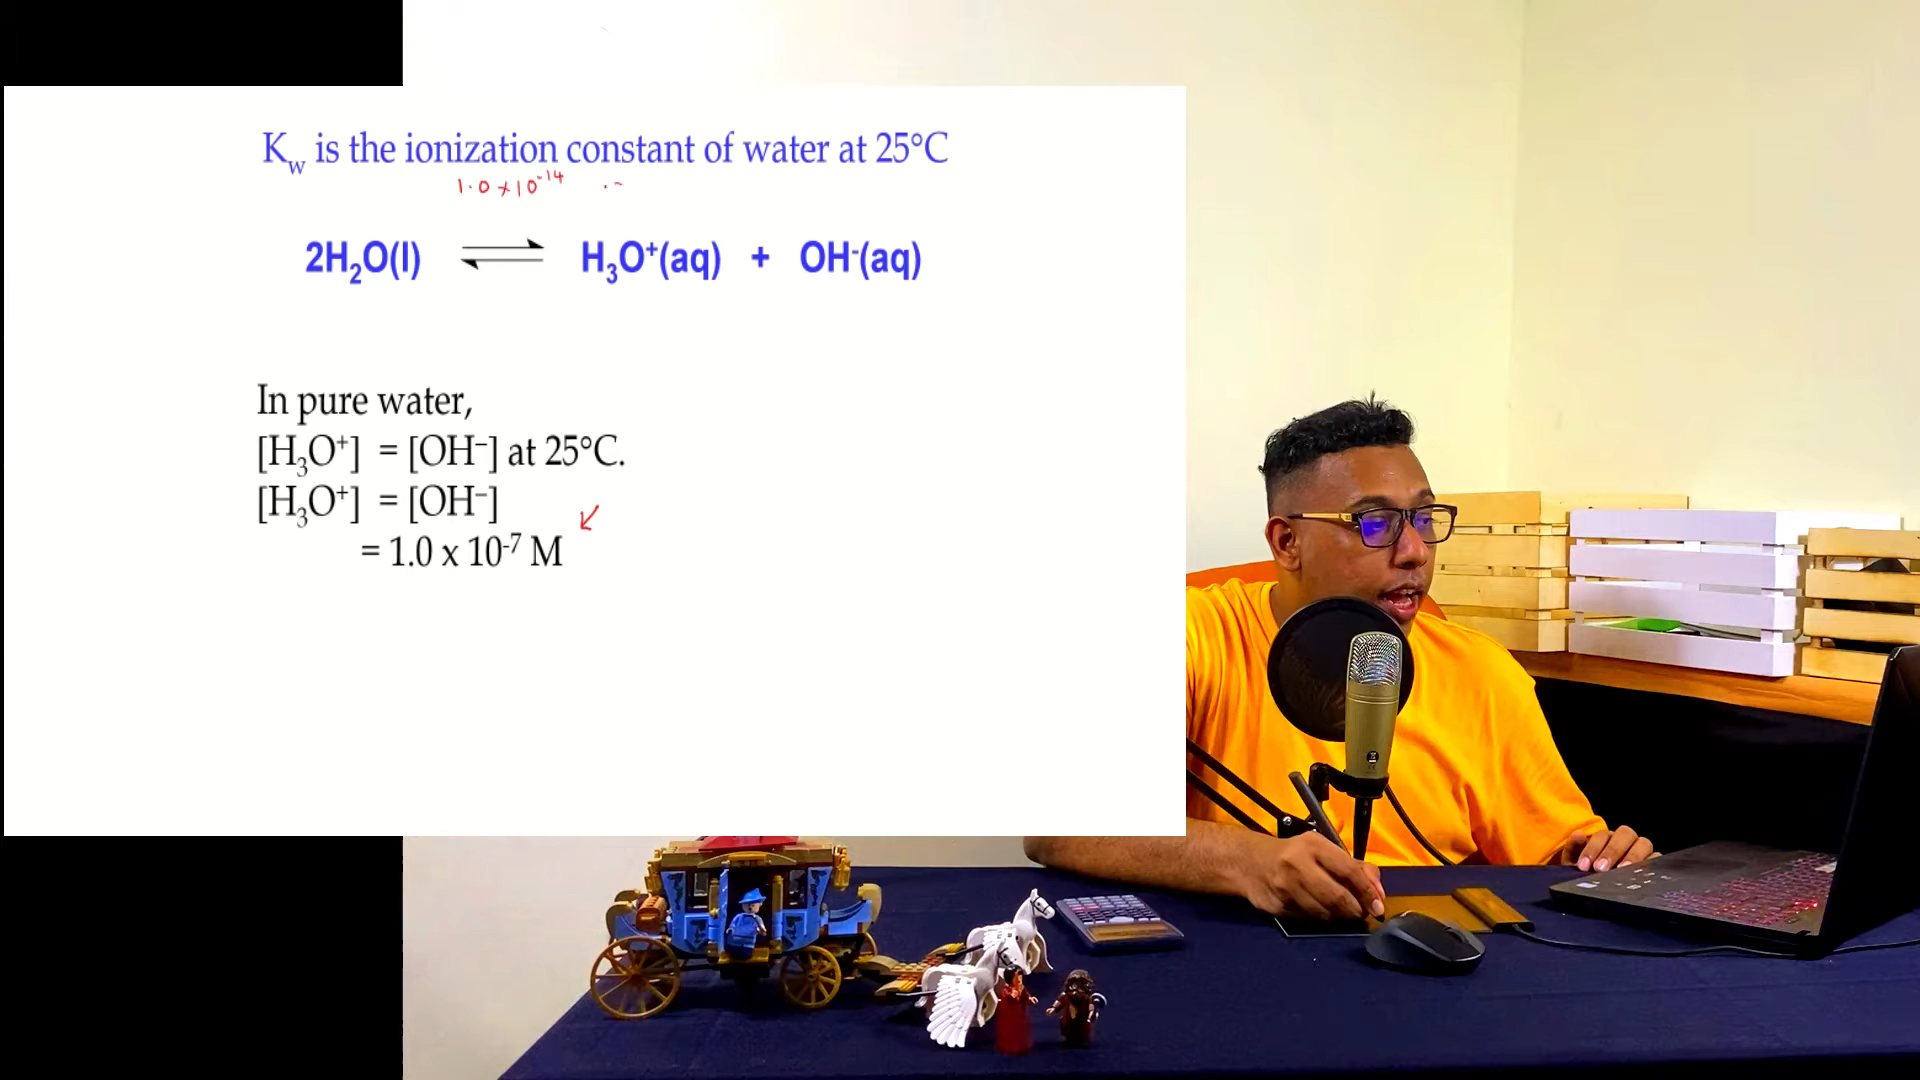 K_w is the ionization constant of water at 25°C
1.0 x 10⁻¹⁴
2H₂O(l) ⇌ H₃O⁺(aq) + OH⁻(aq)
In pure water,
[H₃O⁺] = [OH⁻] at 25°C.
[H₃O⁺] = [OH⁻]
= 1.0 x 10⁻⁷ M